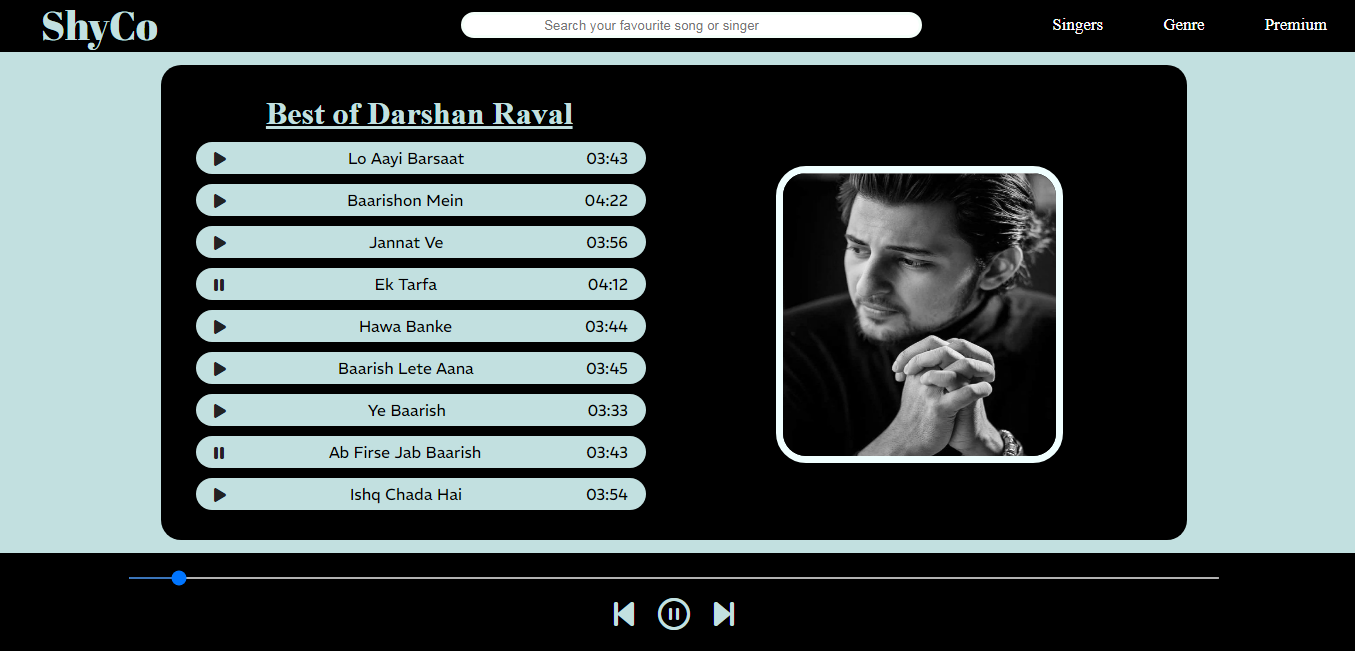 ShyCo
Search your favourite song or singer
Singers
Genre
Premium
Best of Darshan Raval
Lo Aayi Barsaat 03:43
Baarishon Mein 04:22
Jannat Ve 03:56
Ek Tarfa 04:12
Hawa Banke 03:44
Baarish Lete Aana 03:45
Ye Baarish 03:33
Ab Firse Jab Baarish 03:43
Ishq Chada Hai 03:54